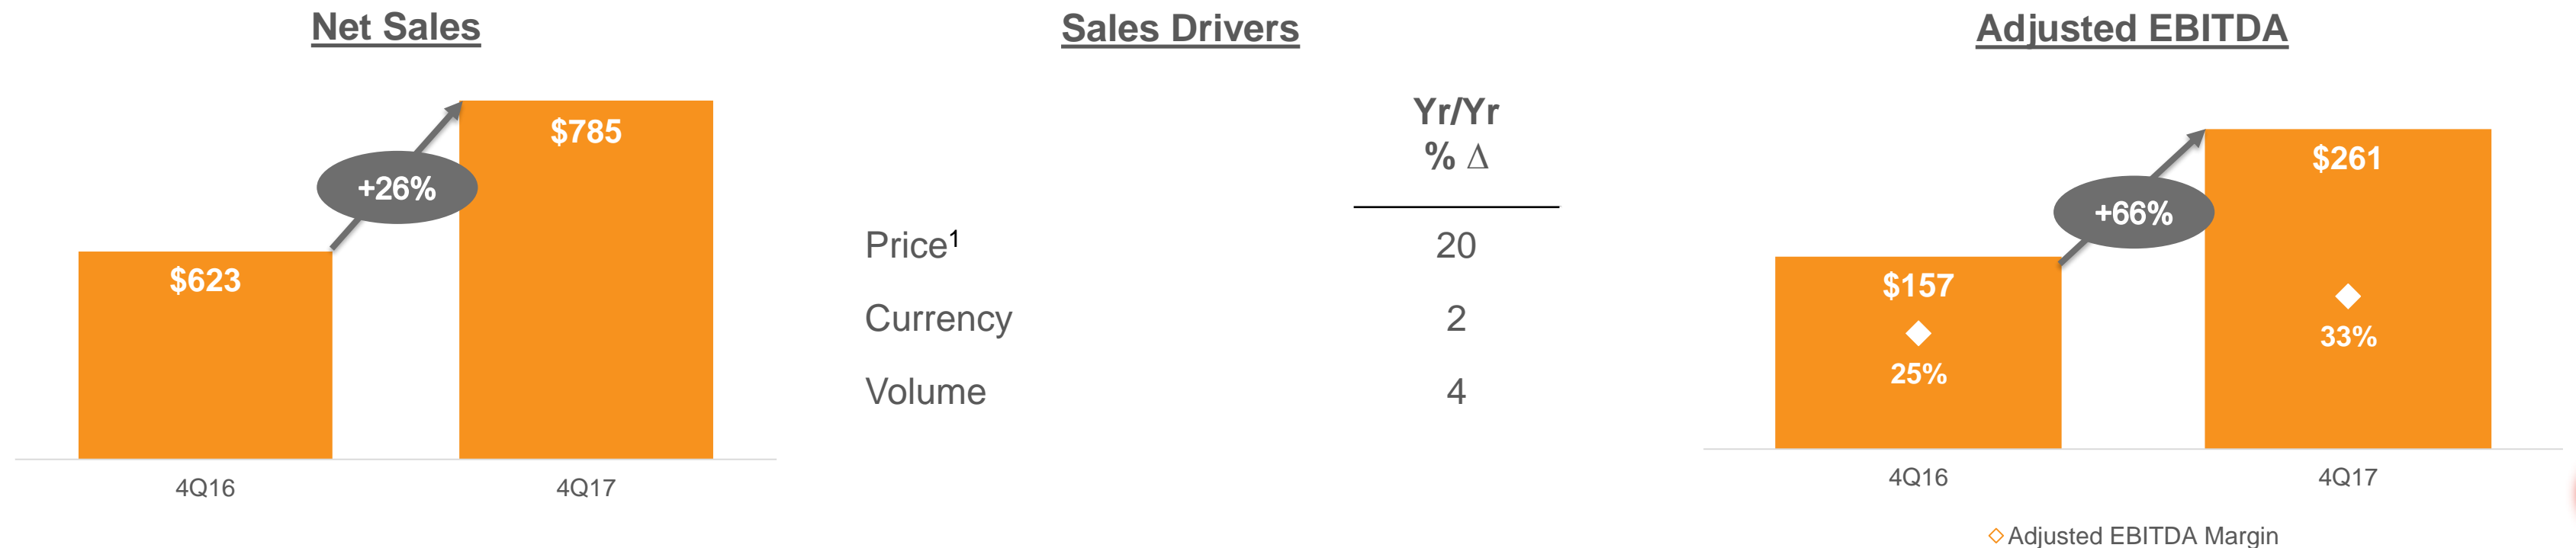 Net Sales
$623
+26%
$785
4Q16
4Q17
Sales Drivers
Yr/Yr
% Δ
Price¹ 20
Currency 2
Volume 4
Adjusted EBITDA
$157
25%
+66%
$261
33%
4Q16
4Q17
Adjusted EBITDA Margin